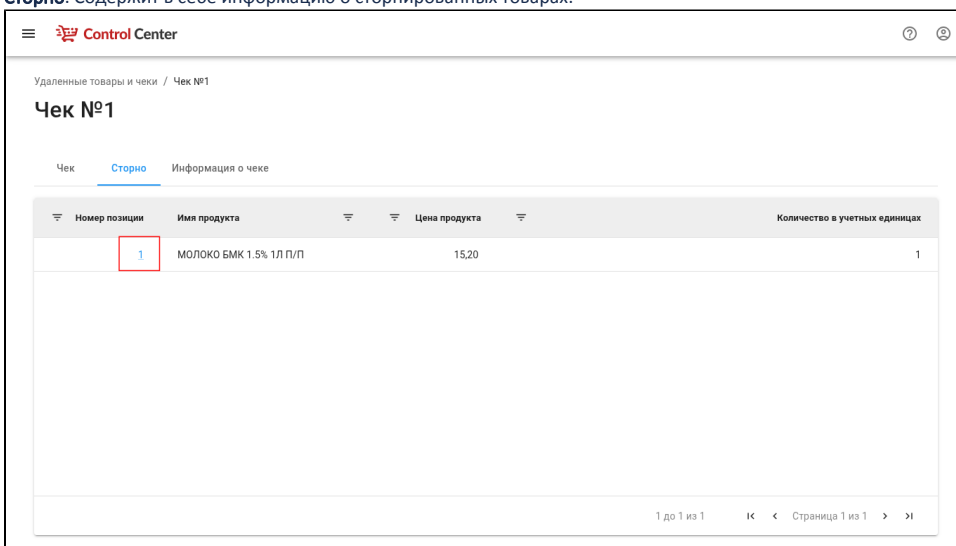 Сторно: Содержит в себе информацию о сторнированных товарах.
Control Center
Удаленные товары и чеки / Чек №1
Чек №1
Чек Сторно Информация о чеке
Номер позиции Имя продукта Цена продукта Количество в учетных единицах
1 МОЛОКО БМК 1.5% 1Л П/П 15,20 1
1 до 1 из 1 Страница 1 из 1